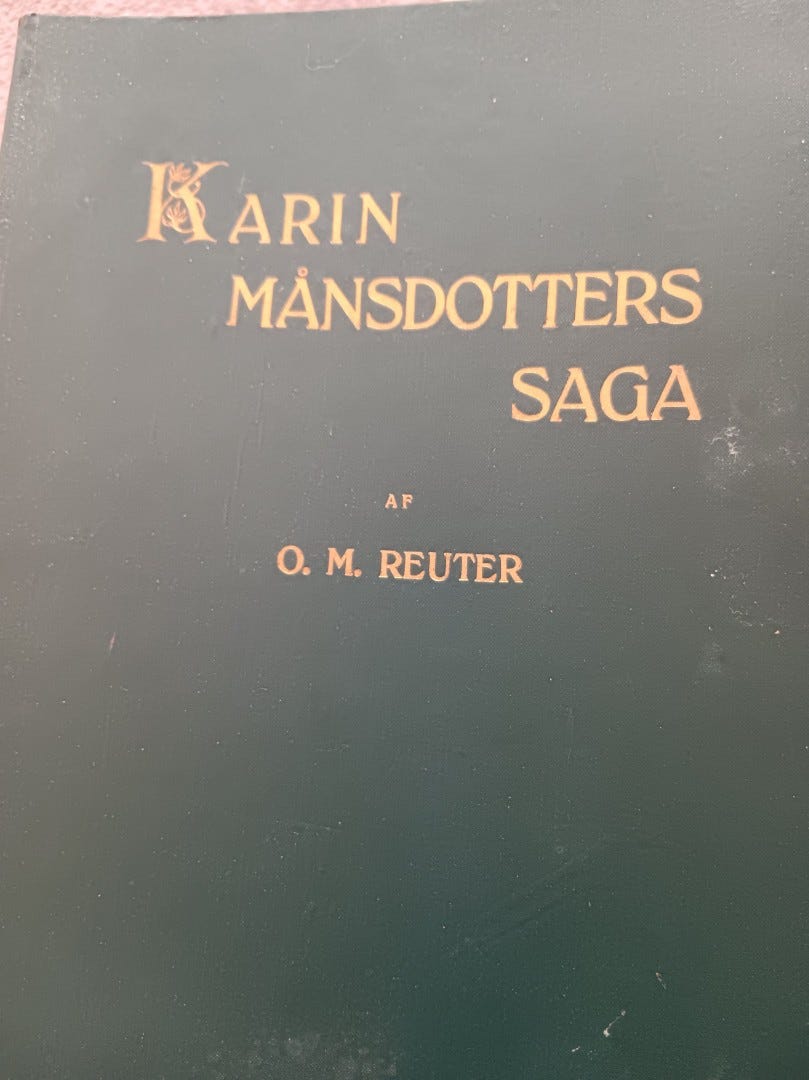 KARIN
MÅNSDOTTERS
SAGA
AF
O. M. REUTER